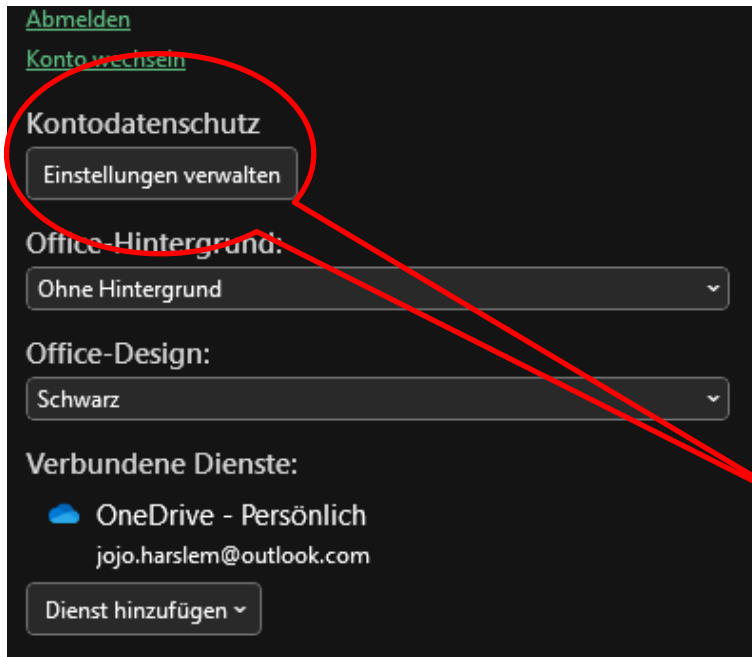 Abmelden
Konto wechseln
Kontodatenschutz
Einstellungen verwalten
Office-Hintergrund:
Ohne Hintergrund
Office-Design:
Schwarz
Verbundene Dienste:
OneDrive - Persönlich
jojo.harslem@outlook.com
Dienst hinzufügen